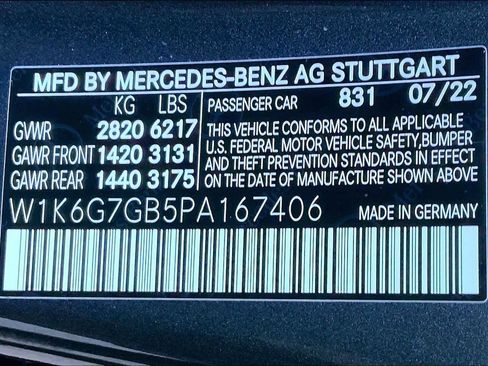 MFD BY MERCEDES-BENZ AG STUTTGART
KG LBS
GVWR 2820 6217
GAWR FRONT 1420 3131
GAWR REAR 1440 3175
PASSENGER CAR 831 07/22
THIS VEHICLE CONFORMS TO ALL APPLICABLE
U.S. FEDERAL MOTOR VEHICLE SAFETY,BUMPER
AND THEFT PREVENTION STANDARDS IN EFFECT
ON THE DATE OF MANUFACTURE SHOWN ABOVE
W1K6G7GB5PA167406 MADE IN GERMANY